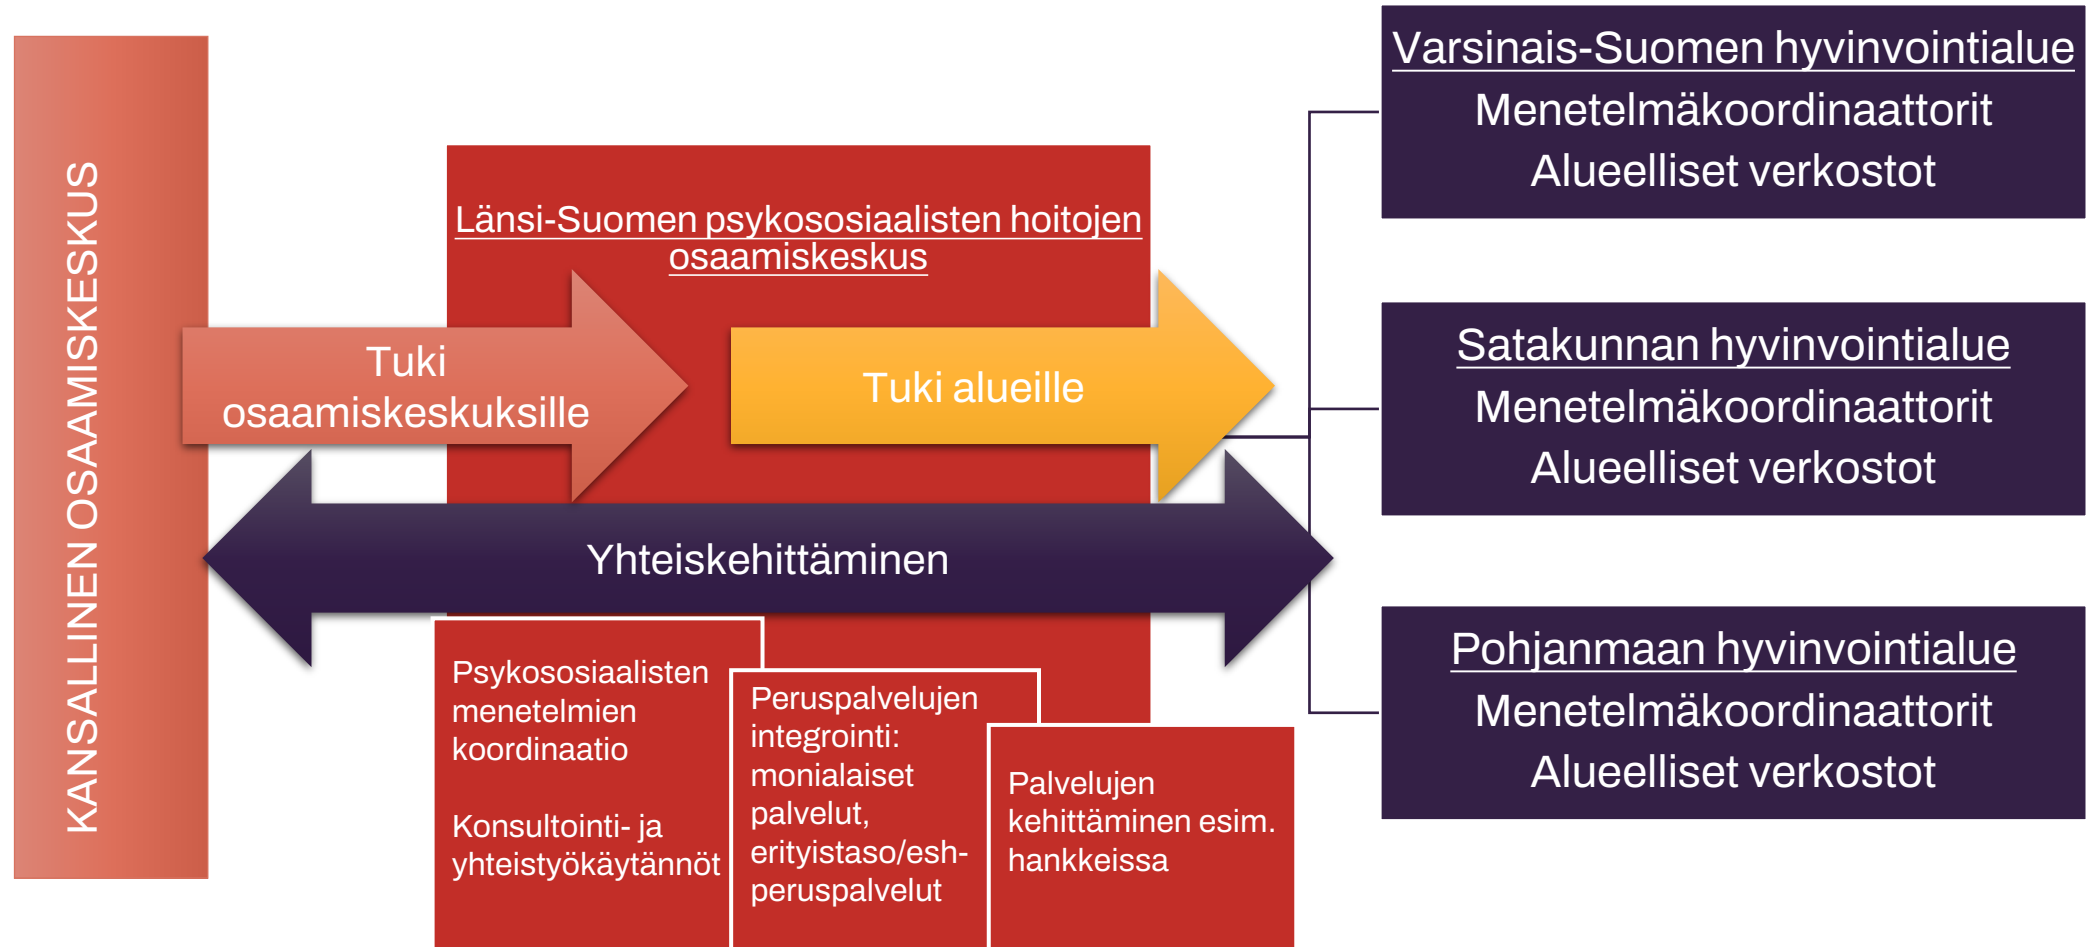 KANSALLINEN OSAAMISKESKUS
Länsi-Suomen psykososiaalisten hoitojen
osaamiskeskus
Tuki
osaamiskeskuksille
Tuki alueille
Yhteiskehittäminen
Psykososiaalisten
menetelmien
koordinaatio
Konsultointi- ja
yhteistyökäytännöt
Peruspalvelujen
integrointi:
monialaiset
palvelut,
erityistaso/esh-
peruspalvelut
Palvelujen
kehittäminen esim.
hankkeissa
Varsinais-Suomen hyvinvointialue
Menetelmäkoordinaattorit
Alueelliset verkostot
Satakunnan hyvinvointialue
Menetelmäkoordinaattorit
Alueelliset verkostot
Pohjanmaan hyvinvointialue
Menetelmäkoordinaattorit
Alueelliset verkostot